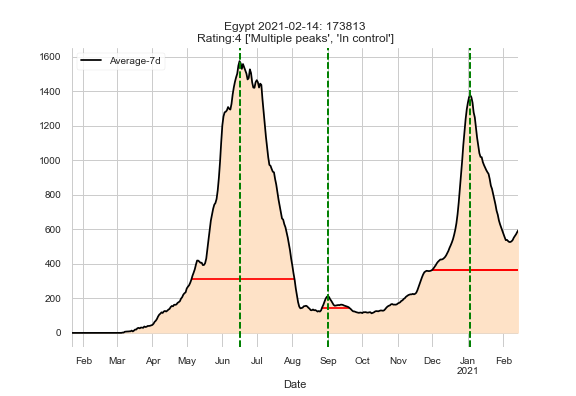 Egypt 2021-02-14: 173813
Rating:4 ['Multiple peaks', 'In control']
Average-7d
1600
1400
1200
1000
800
600
400
200
0
Feb Mar Apr May Jun Jul Aug Sep Oct Nov Dec Jan Feb
2021
Date